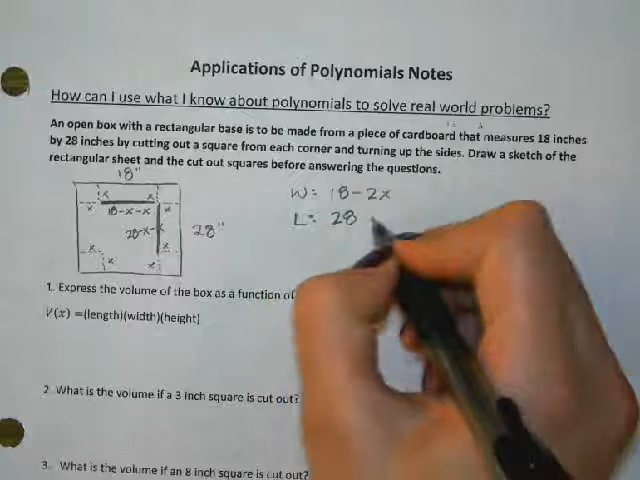 Applications of Polynomials Notes
How can I use what I know about polynomials to solve real world problems?
An open box with a rectangular base is to be made from a piece of cardboard that measures 18 inches
by 28 inches by cutting out a square from each corner and turning up the sides. Draw a sketch of the
rectangular sheet and the cut out squares before answering the questions.
18"
x x
x 18-x-x x
28-x-
28"
x x
x x
W= 18-2x
L= 28
1. Express the volume of the box as a function of
V(x) =(length)(width)(height)
2. What is the volume if a 3 inch square is cut out?
3. What is the volume if an 8 inch square is cut out?